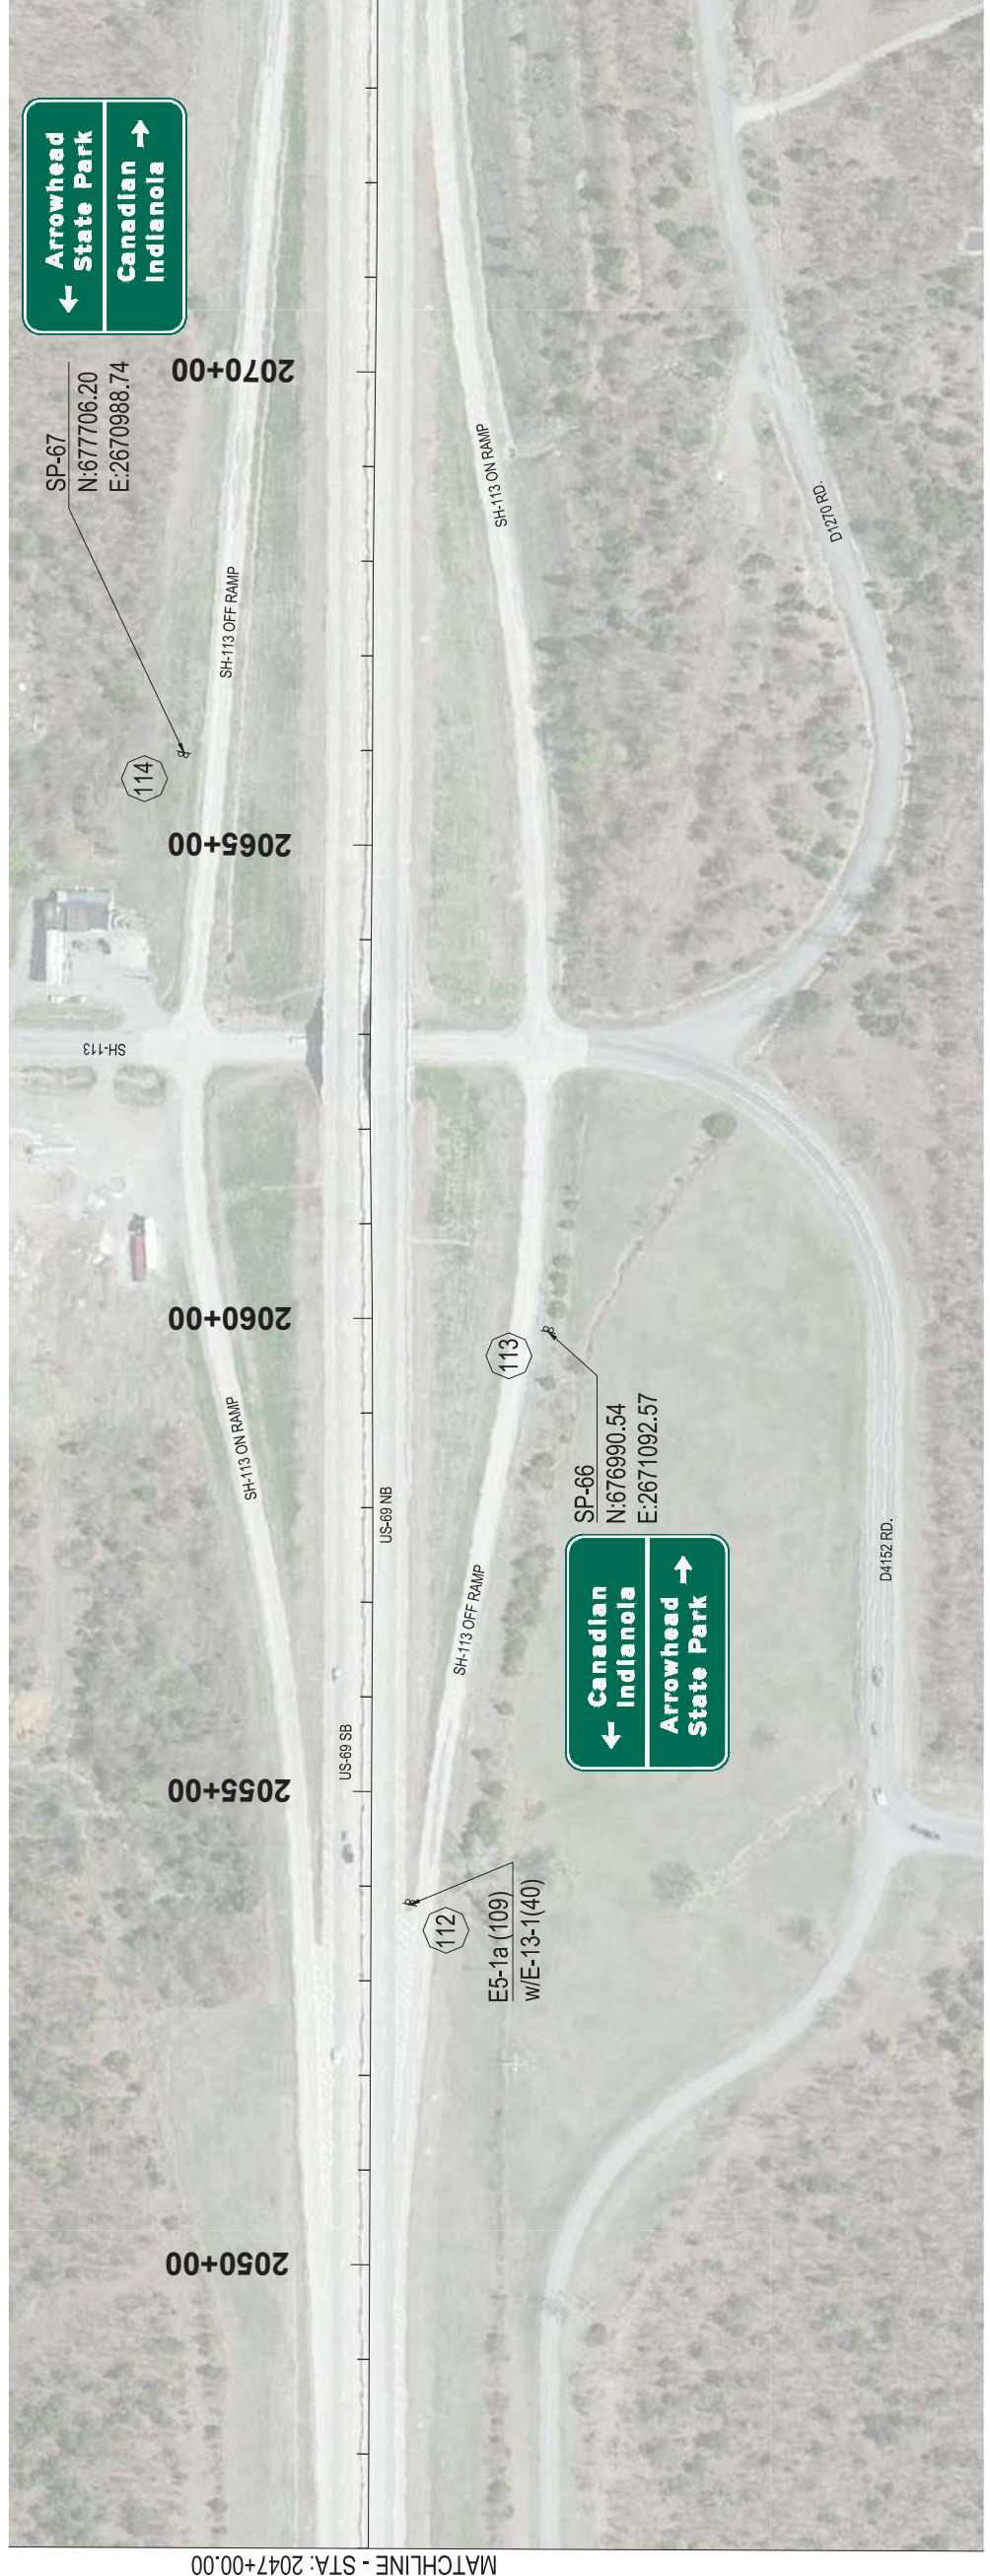 ← Arrowhead
State Park
Canadian →
Indianola
SP-67
N:677706.20
E:2670988.74
2070+00
SH-113 ON RAMP
D1270 RD.
SH-113 OFF RAMP
114
2065+00
SH-113
2060+00
113
SP-66
N:676990.54
E:2671092.57
SH-113 ON RAMP
US-69 NB
D4152 RD.
SH-113 OFF RAMP
← Canadian
Indianola
Arrowhead →
State Park
US-69 SB
2055+00
112
E5-1a (109)
w/E-13-1(40)
2050+00
MATCHLINE - STA: 2047+00.00